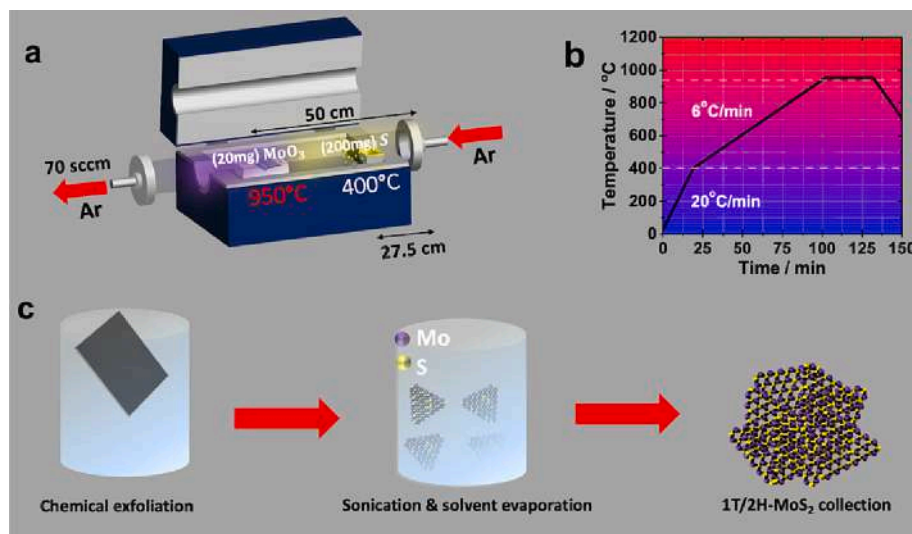 a
50 cm
(20mg) MoO₃
(200mg) S
70 sccm
Ar
Ar
950°C
400°C
27.5 cm
b
1200
1000
800
600
400
200
0
Temperature / °C
6°C/min
20°C/min
0 25 50 75 100 125 150
Time / min
c
Mo
S
Chemical exfoliation
Sonication & solvent evaporation
1T/2H-MoS₂ collection